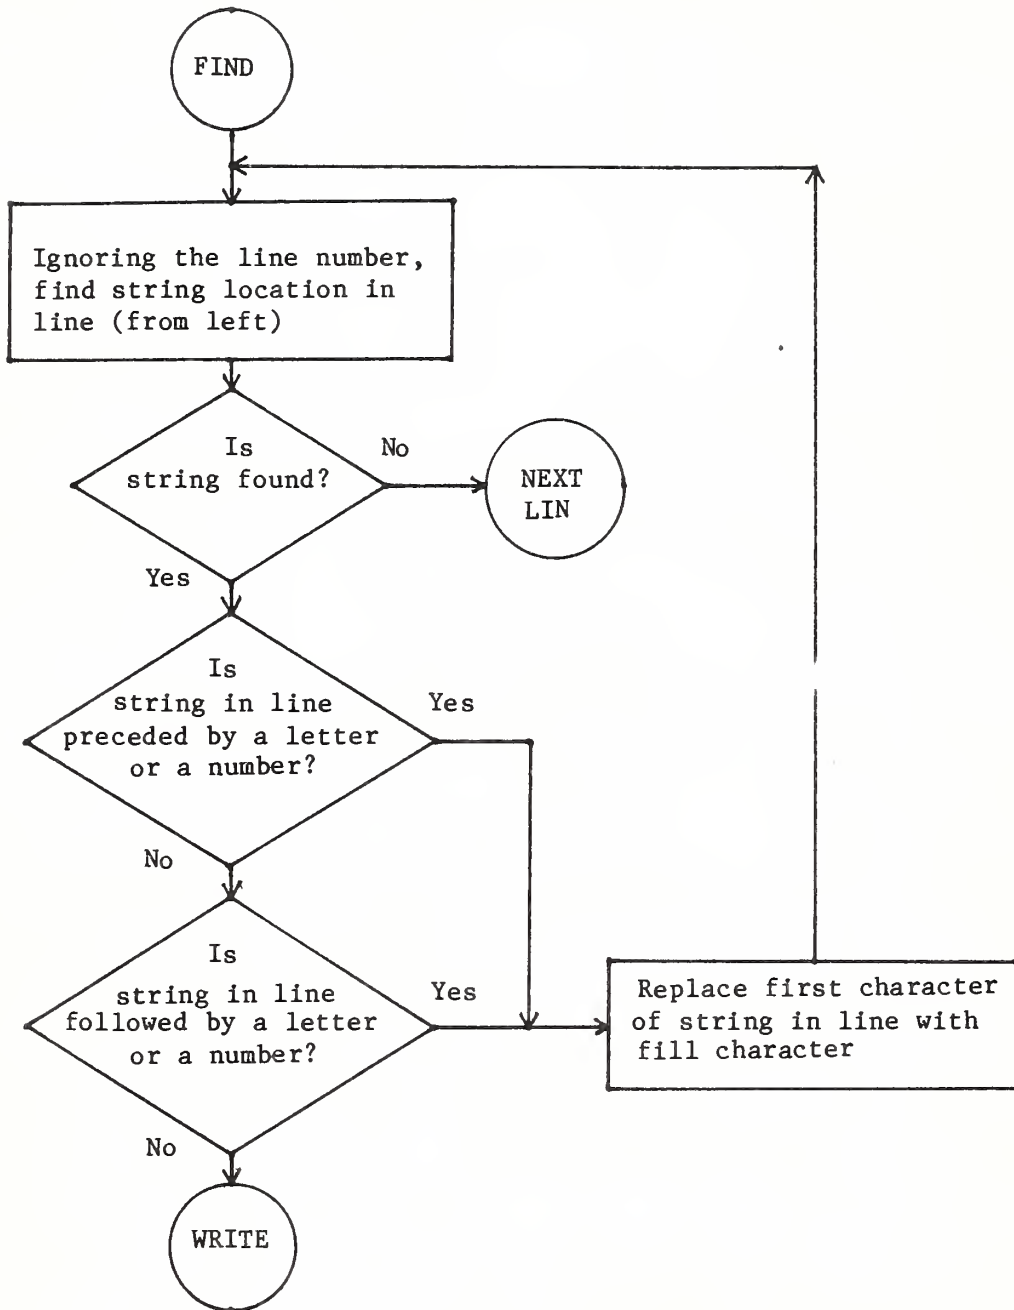 FIND
Ignoring the line number,
find string location in
line (from left)
Is
string found?
No
NEXT
LIN
Yes
Is
string in line
preceded by a letter
or a number?
Yes
No
Is
string in line
followed by a letter
or a number?
Yes
Replace first character
of string in line with
fill character
No
WRITE